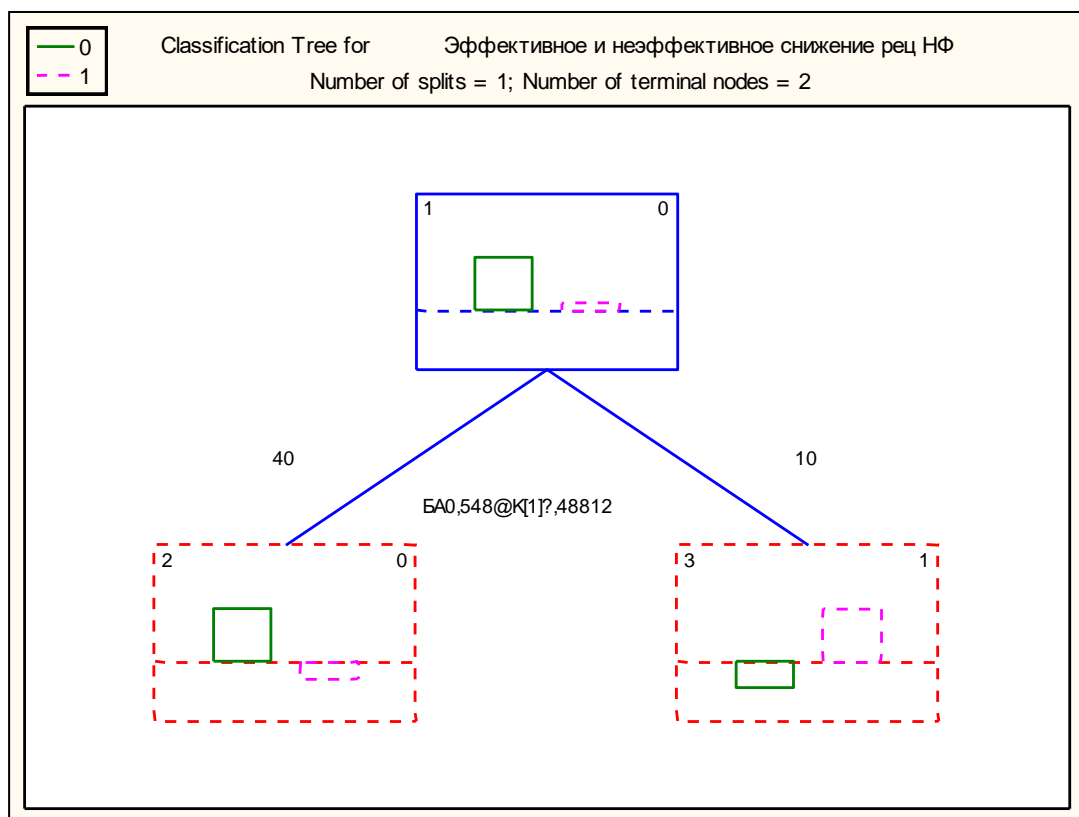 0
1
Classification Tree for Эффективное и неэффективное снижение рец НФ
Number of splits = 1; Number of terminal nodes = 2
1 0
40 10
БА0,548@K[1]?,48812
2 0 3 1